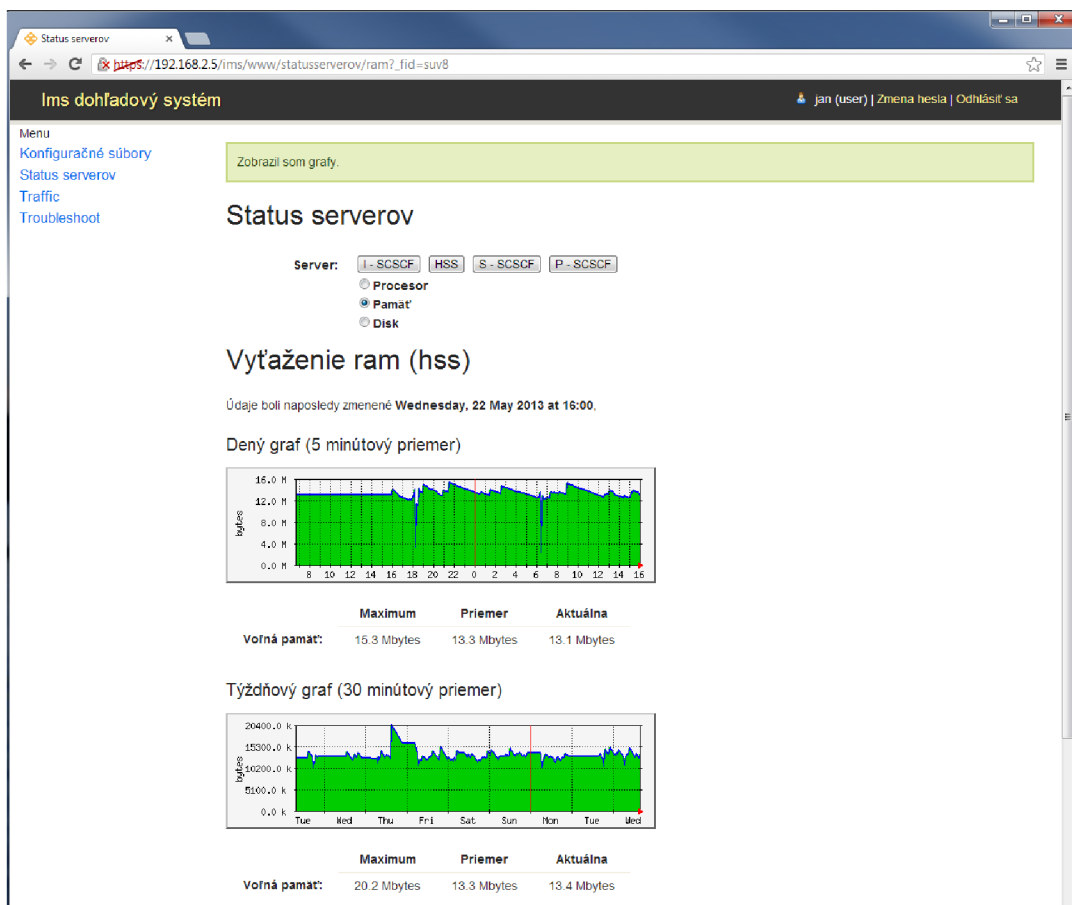 Status serverov
https://192.168.2.5/ims/www/statusserverov/ram?_fid=suv8
Ims dohľadový systém
jan (user) | Zmena hesla | Odhlásiť sa
Menu
Konfiguračné súbory
Status serverov
Traffic
Troubleshoot
Zobrazil som grafy.
Status serverov
Server: I - SCSCF HSS S - SCSCF P - SCSCF
Procesor
Pamäť
Disk
Vyťaženie ram (hss)
Údaje boli naposledy zmenené Wednesday, 22 May 2013 at 16:00.
Dený graf (5 minútový priemer)
16.0 M
12.0 M
8.0 M
4.0 M
0.0 M
bytes
8 10 12 14 16 18 20 22 0 2 4 6 8 10 12 14 16
Maximum Priemer Aktuálna
Voľná pamäť: 15.3 Mbytes 13.3 Mbytes 13.1 Mbytes
Týždňový graf (30 minútový priemer)
20400.0 k
15300.0 k
10200.0 k
5100.0 k
0.0 k
bytes
Tue Wed Thu Fri Sat Sun Mon Tue Wed
Maximum Priemer Aktuálna
Voľná pamäť: 20.2 Mbytes 13.3 Mbytes 13.4 Mbytes